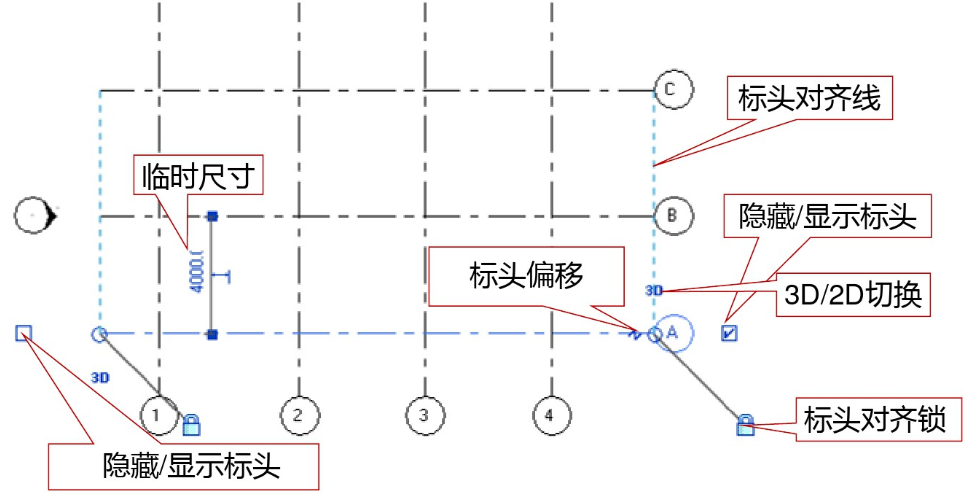 C
标头对齐线
临时尺寸
B
隐藏/显示标头
4000.(
标头偏移
3D
3D/2D切换
A
3D
1
2
3
4
标头对齐锁
隐藏/显示标头